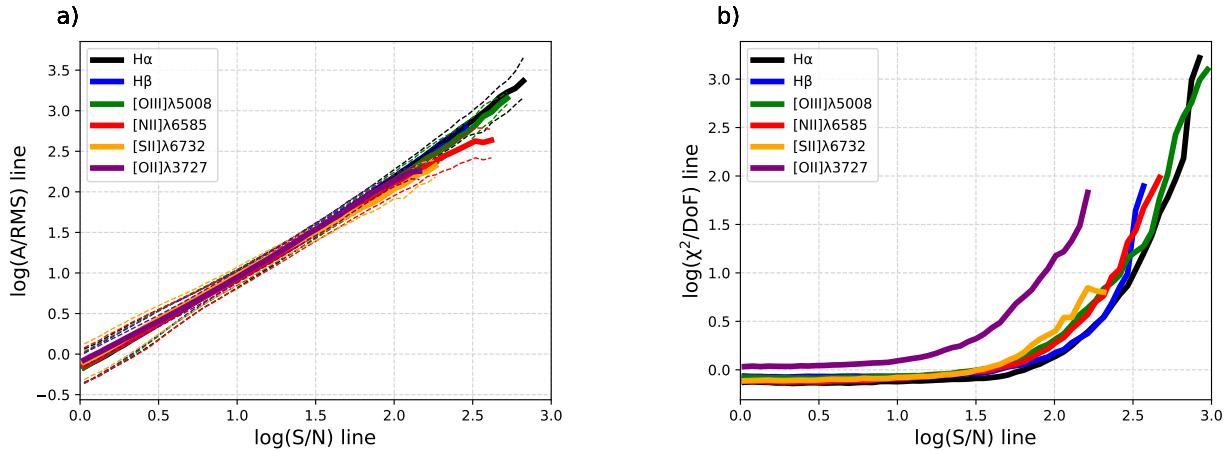 a)
log(A/RMS) line
3.5
3.0
2.5
2.0
1.5
1.0
0.5
0.0
−0.5
Hα
Hβ
[OIII]λ5008
[NII]λ6585
[SII]λ6732
[OII]λ3727
0.0 0.5 1.0 1.5 2.0 2.5 3.0
log(S/N) line
b)
log(χ²/DoF) line
3.0
2.5
2.0
1.5
1.0
0.5
0.0
Hα
Hβ
[OIII]λ5008
[NII]λ6585
[SII]λ6732
[OII]λ3727
0.0 0.5 1.0 1.5 2.0 2.5 3.0
log(S/N) line